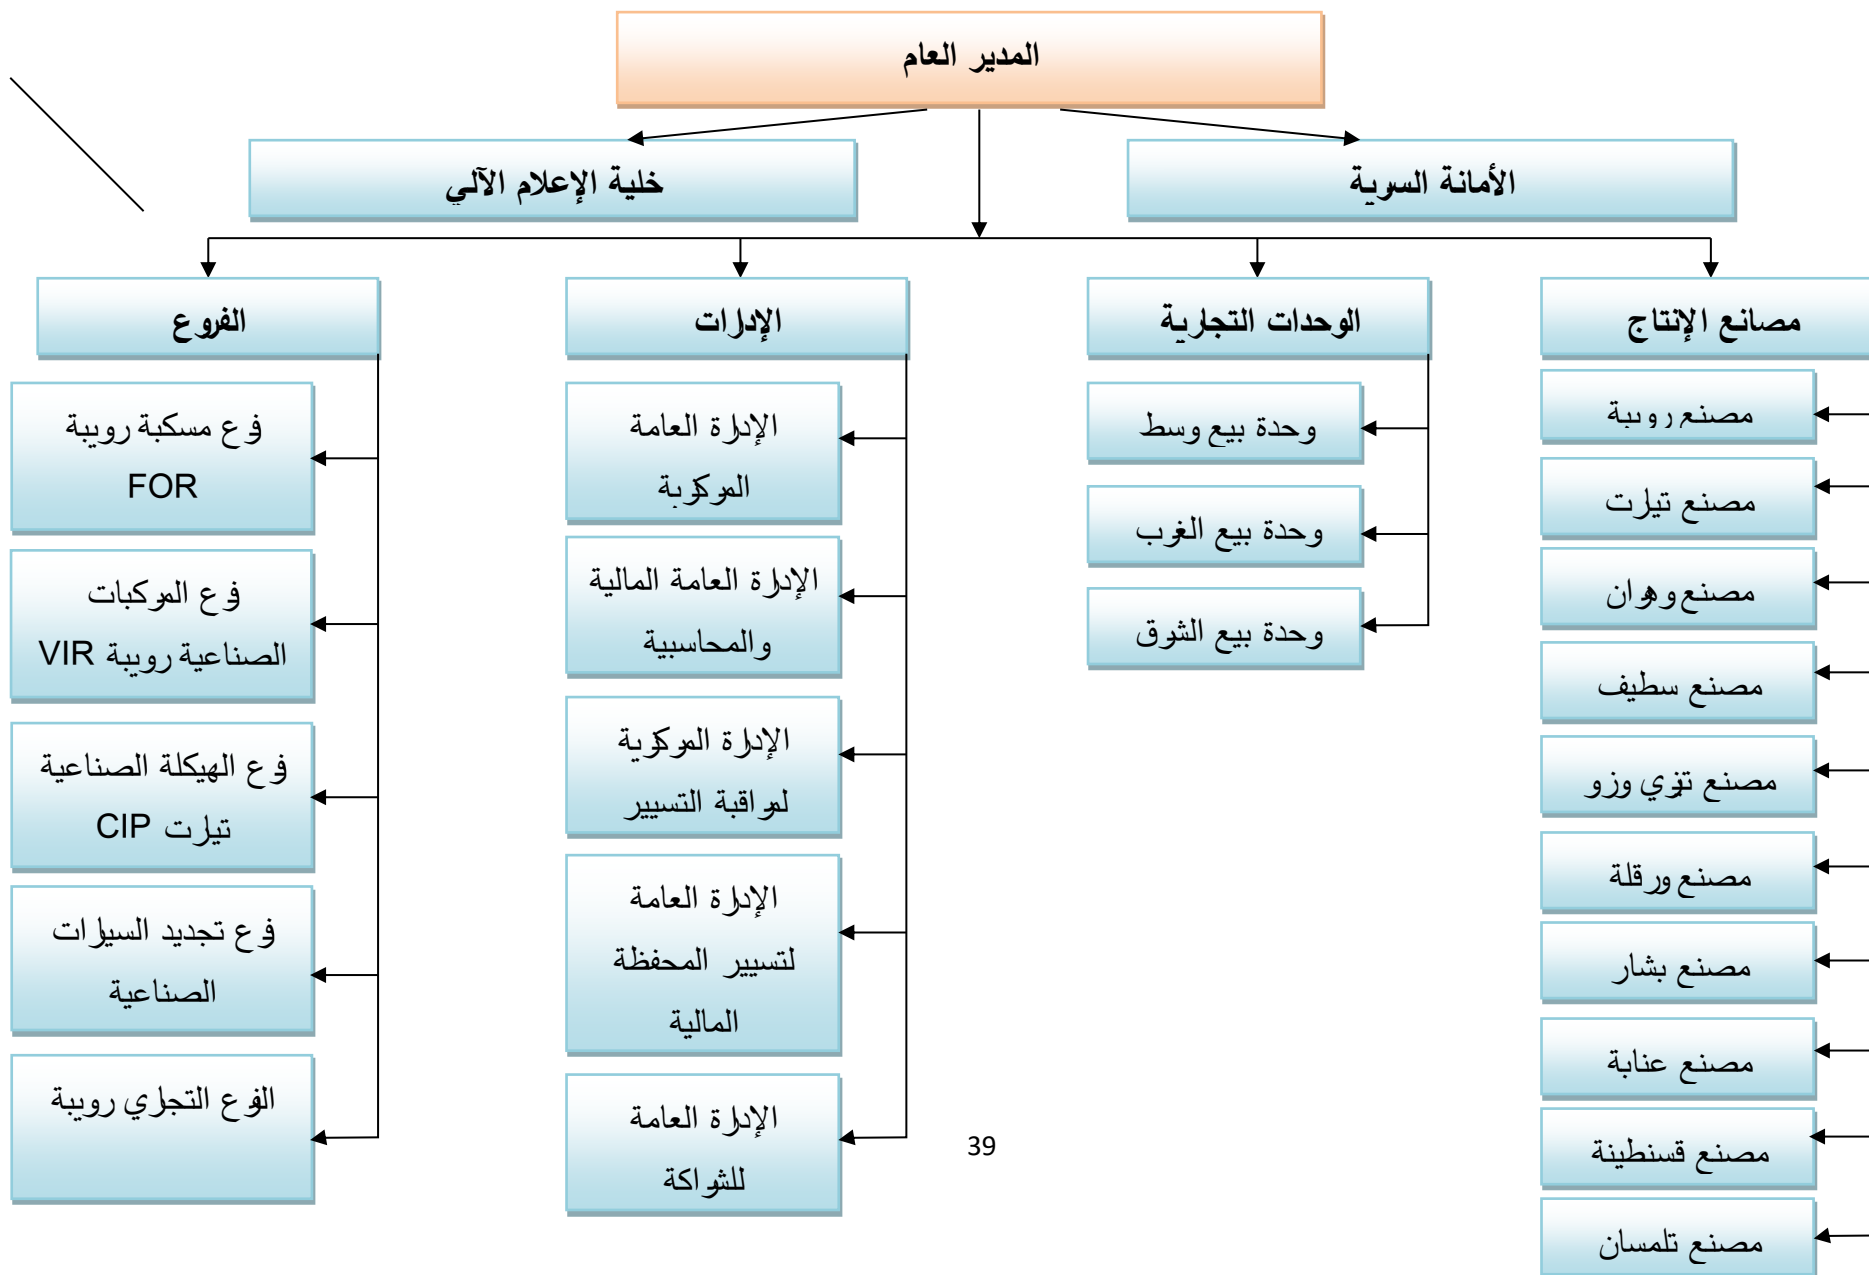 المدير العام
الأمانة السرية
خلية الإعلام الآلي
مصانع الإنتاج
الوحدات التجارية
الإدارات
الفروع
مصنع رويبة
مصنع تيارت
مصنع وهران
مصنع سطيف
مصنع تيزي وزو
مصنع ورقلة
مصنع بشار
مصنع عنابة
مصنع قسنطينة
مصنع تلمسان
وحدة بيع وسط
وحدة بيع الغرب
وحدة بيع الشرق
الإدارة العامة
المركزية
الإدارة العامة المالية
والمحاسبية
الإدارة المركزية
لمراقبة التسيير
الإدارة العامة
لتسيير المحفظة
المالية
الإدارة العامة
للشراكة
فرع مسكبة رويبة
FOR
فرع المركبات
الصناعية رويبة VIR
فرع الهيكلة الصناعية
تيارت CIP
فرع تجديد السيارات
الصناعية
الفرع التجاري رويبة
39